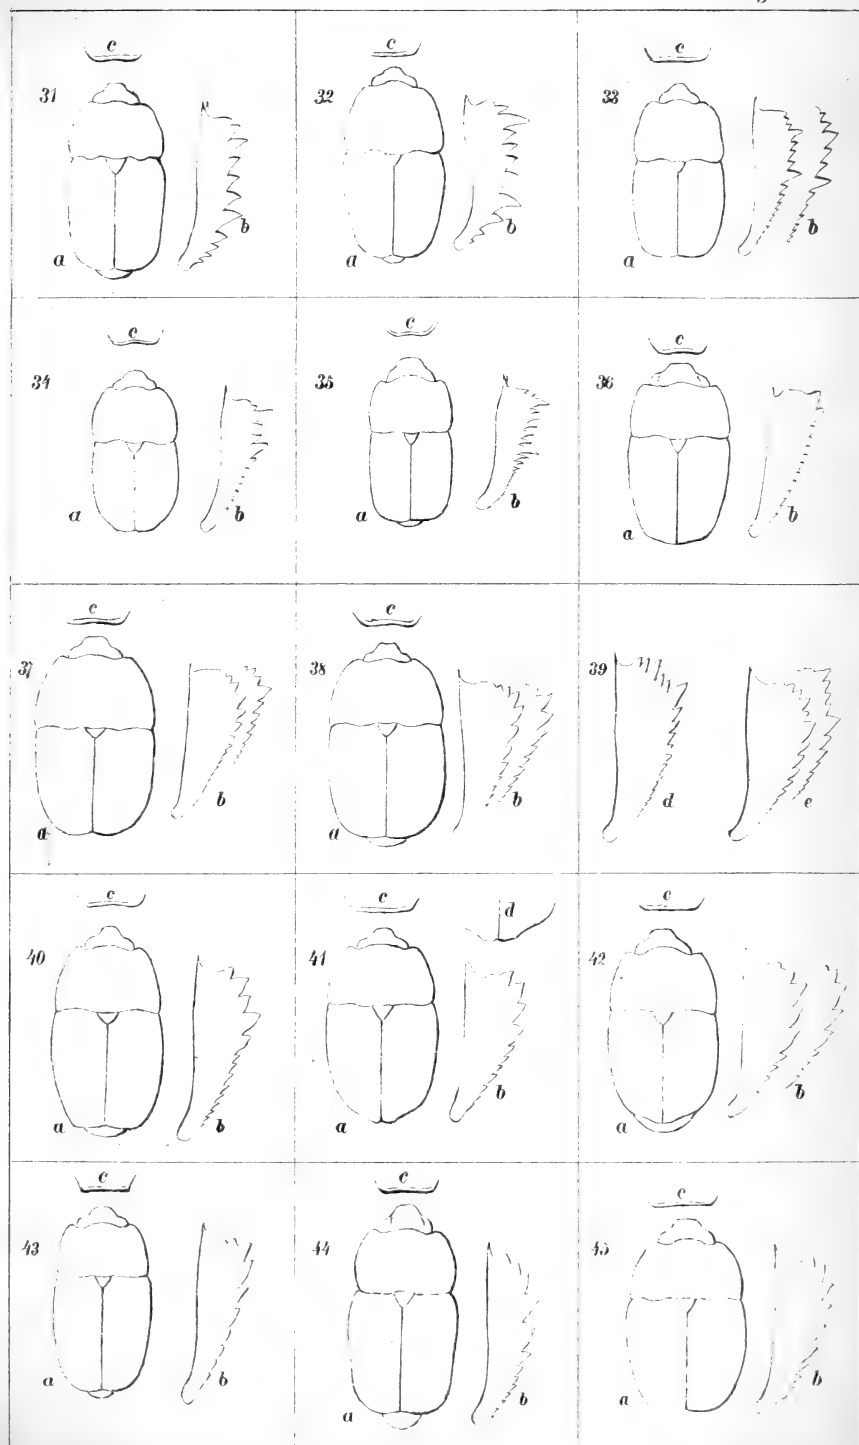 c c c
31 32 33
b b b
a a a
c c c
34 35 36
a b a b a b
c c
37 38 39
a b a b d e
c c d c
40 41 42
a b a b a b
c c c
43 44 45
a b a b a b